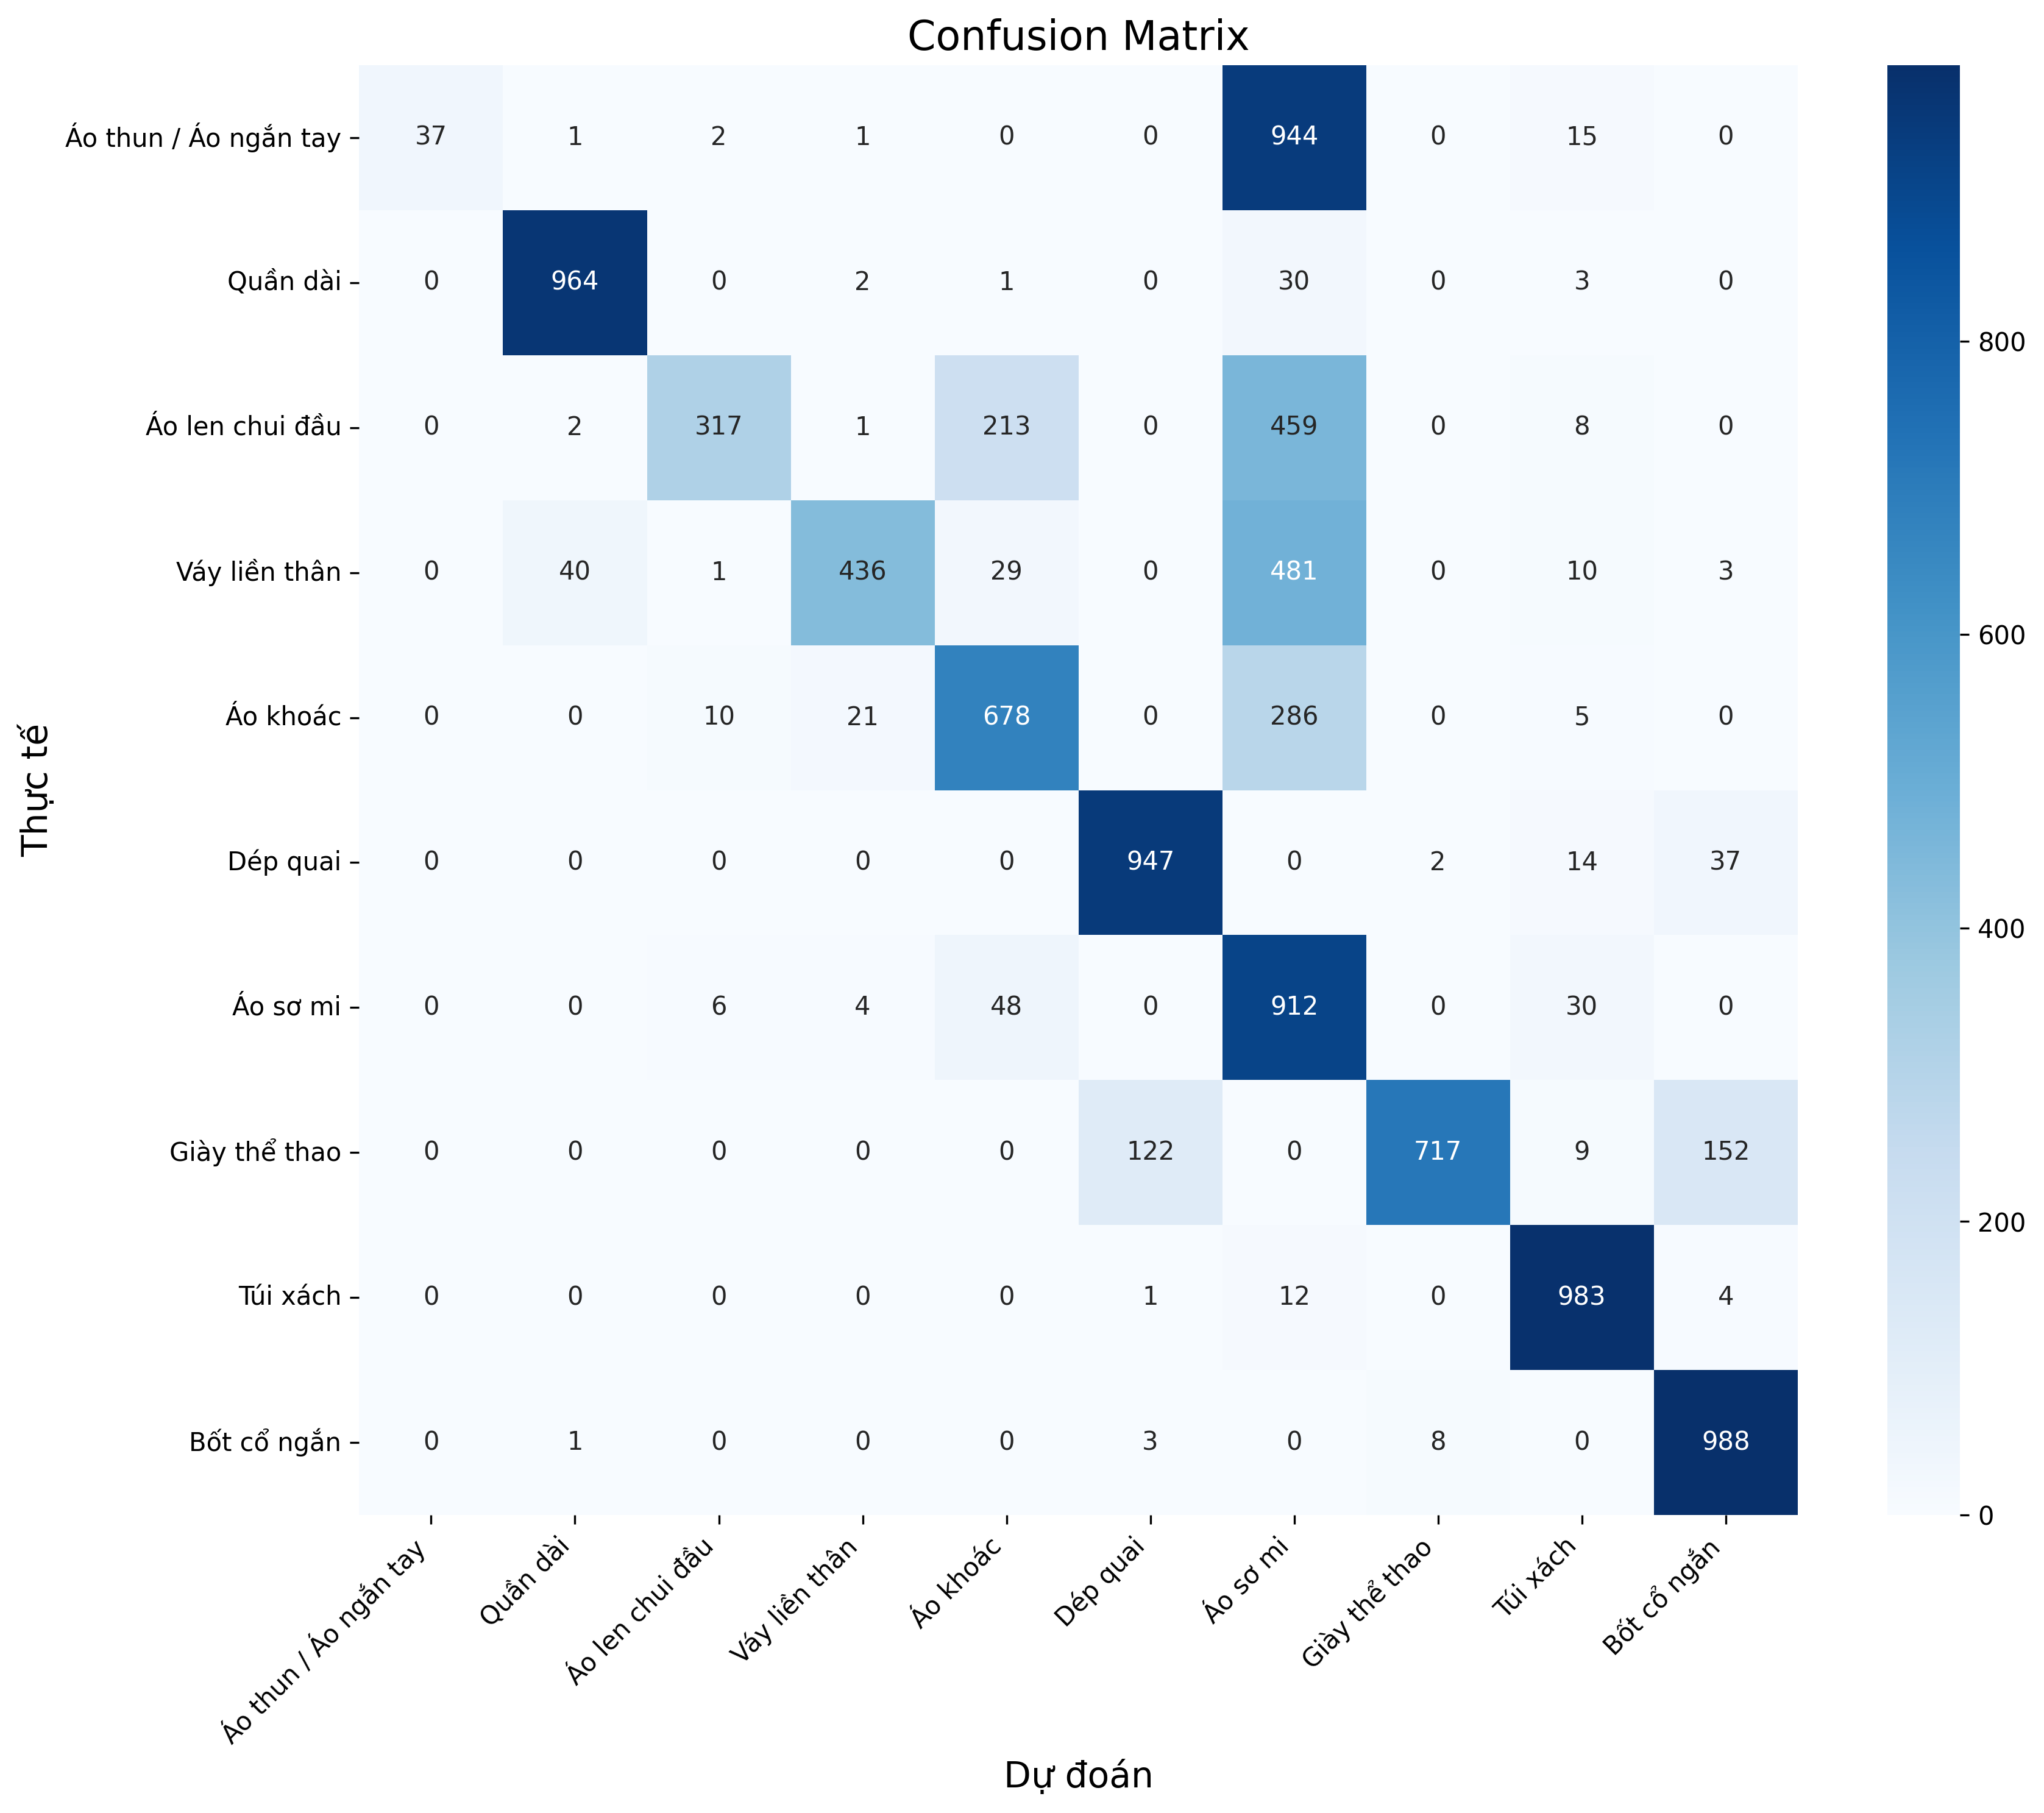 Confusion Matrix
Áo thun / Áo ngắn tay 37 1 2 1 0 0 944 0 15 0
Quần dài 0 964 0 2 1 0 30 0 3 0
Áo len chui đầu 0 2 317 1 213 0 459 0 8 0
Váy liền thân 0 40 1 436 29 0 481 0 10 3
Áo khoác 0 0 10 21 678 0 286 0 5 0
Dép quai 0 0 0 0 0 947 0 2 14 37
Áo sơ mi 0 0 6 4 48 0 912 0 30 0
Giày thể thao 0 0 0 0 0 122 0 717 9 152
Túi xách 0 0 0 0 0 1 12 0 983 4
Bốt cổ ngắn 0 1 0 0 0 3 0 8 0 988
Thực tế
Áo thun / Áo ngắn tay
Quần dài
Áo len chui đầu
Váy liền thân
Áo khoác
Dép quai
Áo sơ mi
Giày thể thao
Túi xách
Bốt cổ ngắn
Dự đoán
800
600
400
200
0